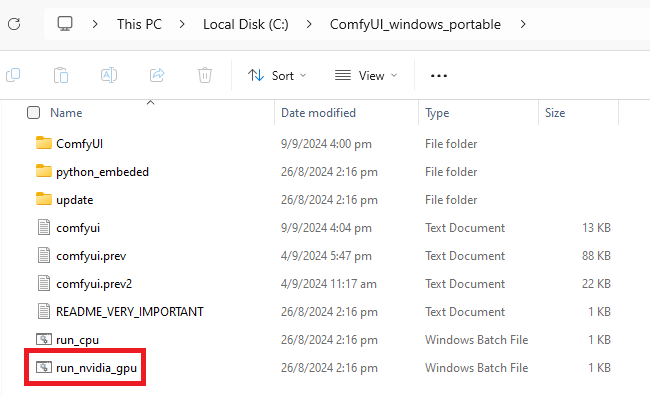 This PC > Local Disk (C:) > ComfyUI_windows_portable >
Sort View ...
Name Date modified Type Size
ComfyUI 9/9/2024 4:00 pm File folder
python_embeded 26/8/2024 2:16 pm File folder
update 26/8/2024 2:16 pm File folder
comfyui 9/9/2024 4:04 pm Text Document 13 KB
comfyui.prev 4/9/2024 5:47 pm Text Document 88 KB
comfyui.prev2 4/9/2024 11:17 am Text Document 22 KB
README_VERY_IMPORTANT 26/8/2024 2:16 pm Text Document 1 KB
run_cpu 26/8/2024 2:16 pm Windows Batch File 1 KB
run_nvidia_gpu 26/8/2024 2:16 pm Windows Batch File 1 KB